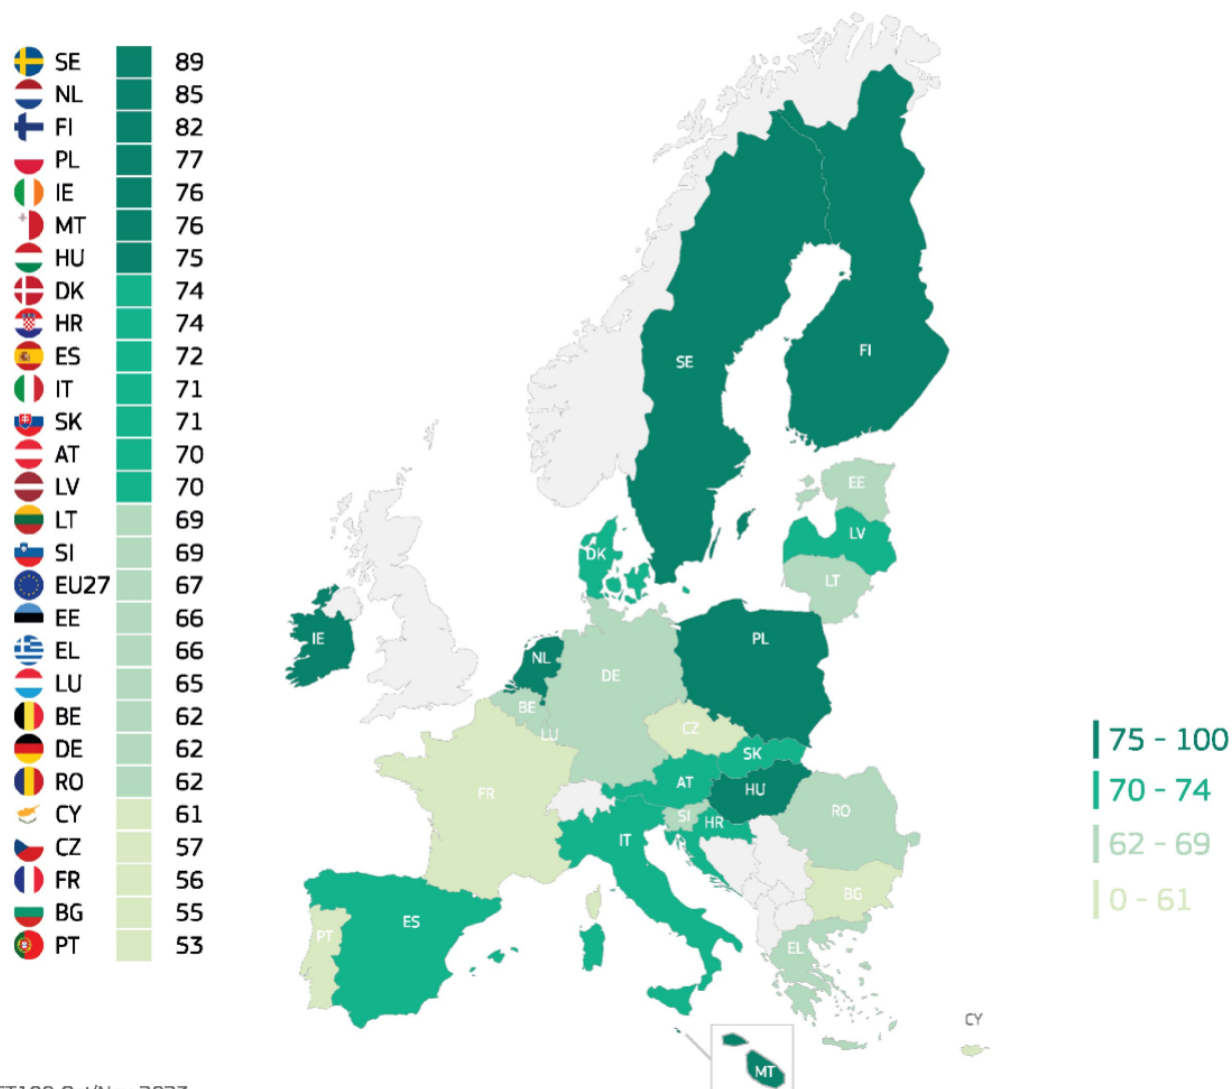 SE 89
NL 85
FI 82
PL 77
IE 76
MT 76
HU 75
DK 74
HR 74
ES 72
IT 71
SK 71
AT 70
LV 70
LT 69
SI 69
EU27 67
EE 66
EL 66
LU 65
BE 62
DE 62
RO 62
CY 61
CZ 57
FR 56
BG 55
PT 53
SE
FI
EE
LV
LT
DK
IE
NL
PL
DE
BE
LU
CZ
SK
AT
HU
FR
SI
HR
RO
IT
BG
ES
PT
EL
CY
MT
75 - 100
70 - 74
62 - 69
0 - 61